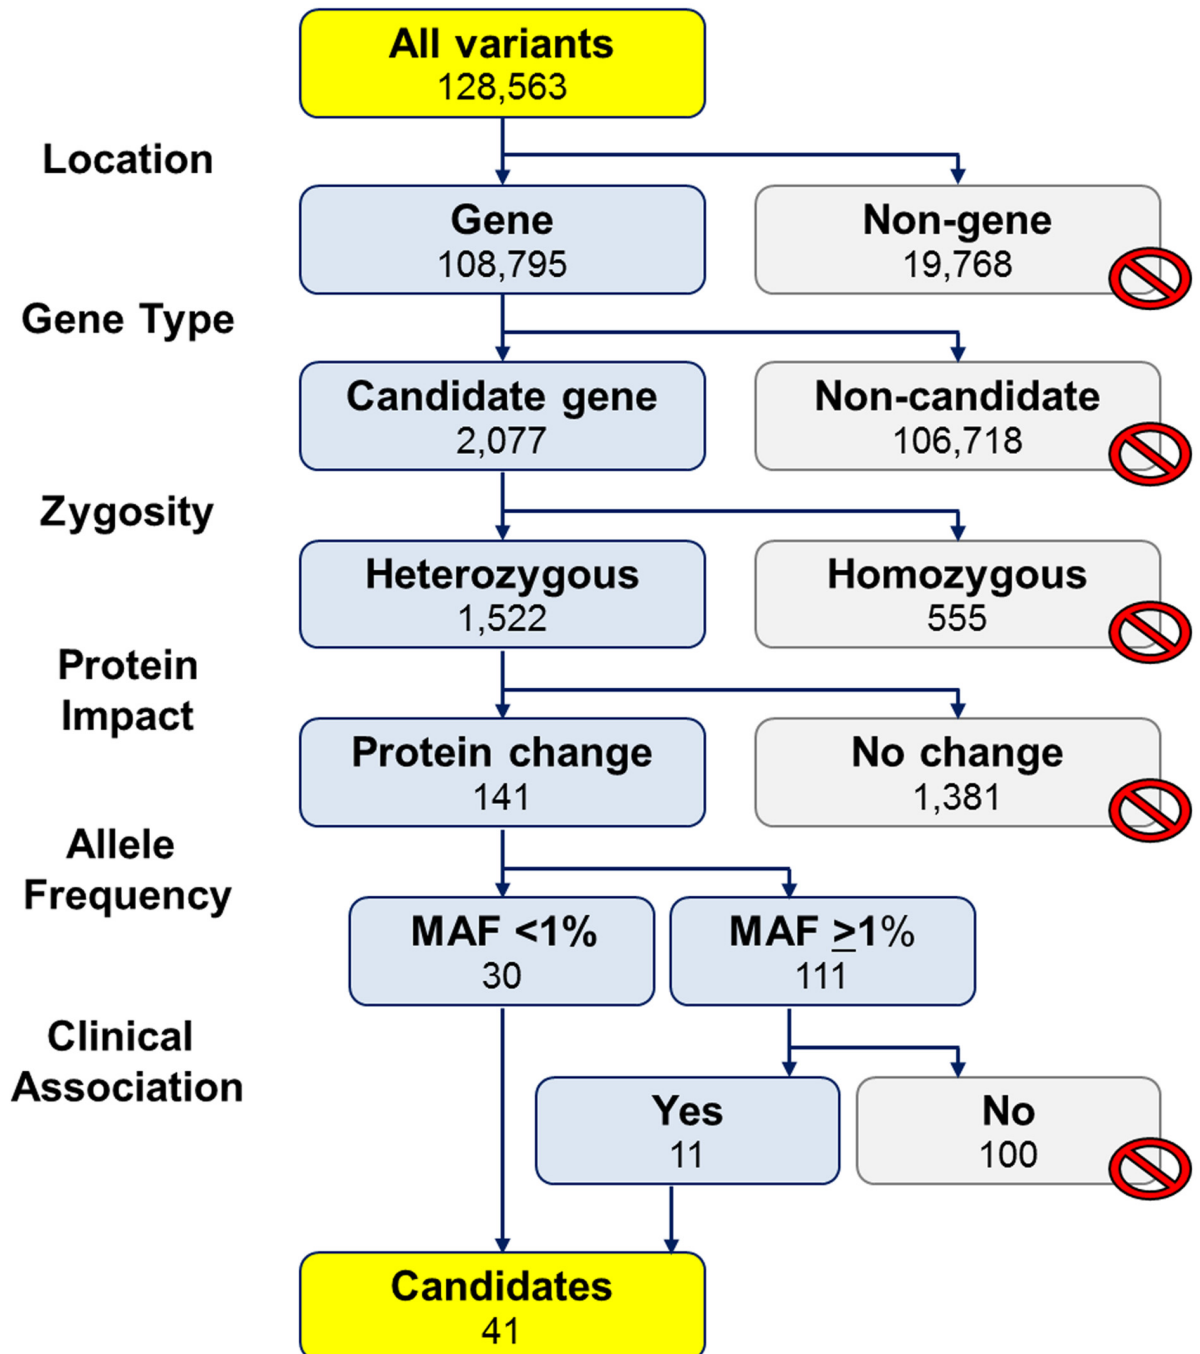 All variants
128,563
Location
Gene
108,795
Non-gene
19,768
Gene Type
Candidate gene
2,077
Non-candidate
106,718
Zygosity
Heterozygous
1,522
Homozygous
555
Protein
Impact
Protein change
141
No change
1,381
Allele
Frequency
MAF <1%
30
MAF ≥1%
111
Clinical
Association
Yes
11
No
100
Candidates
41